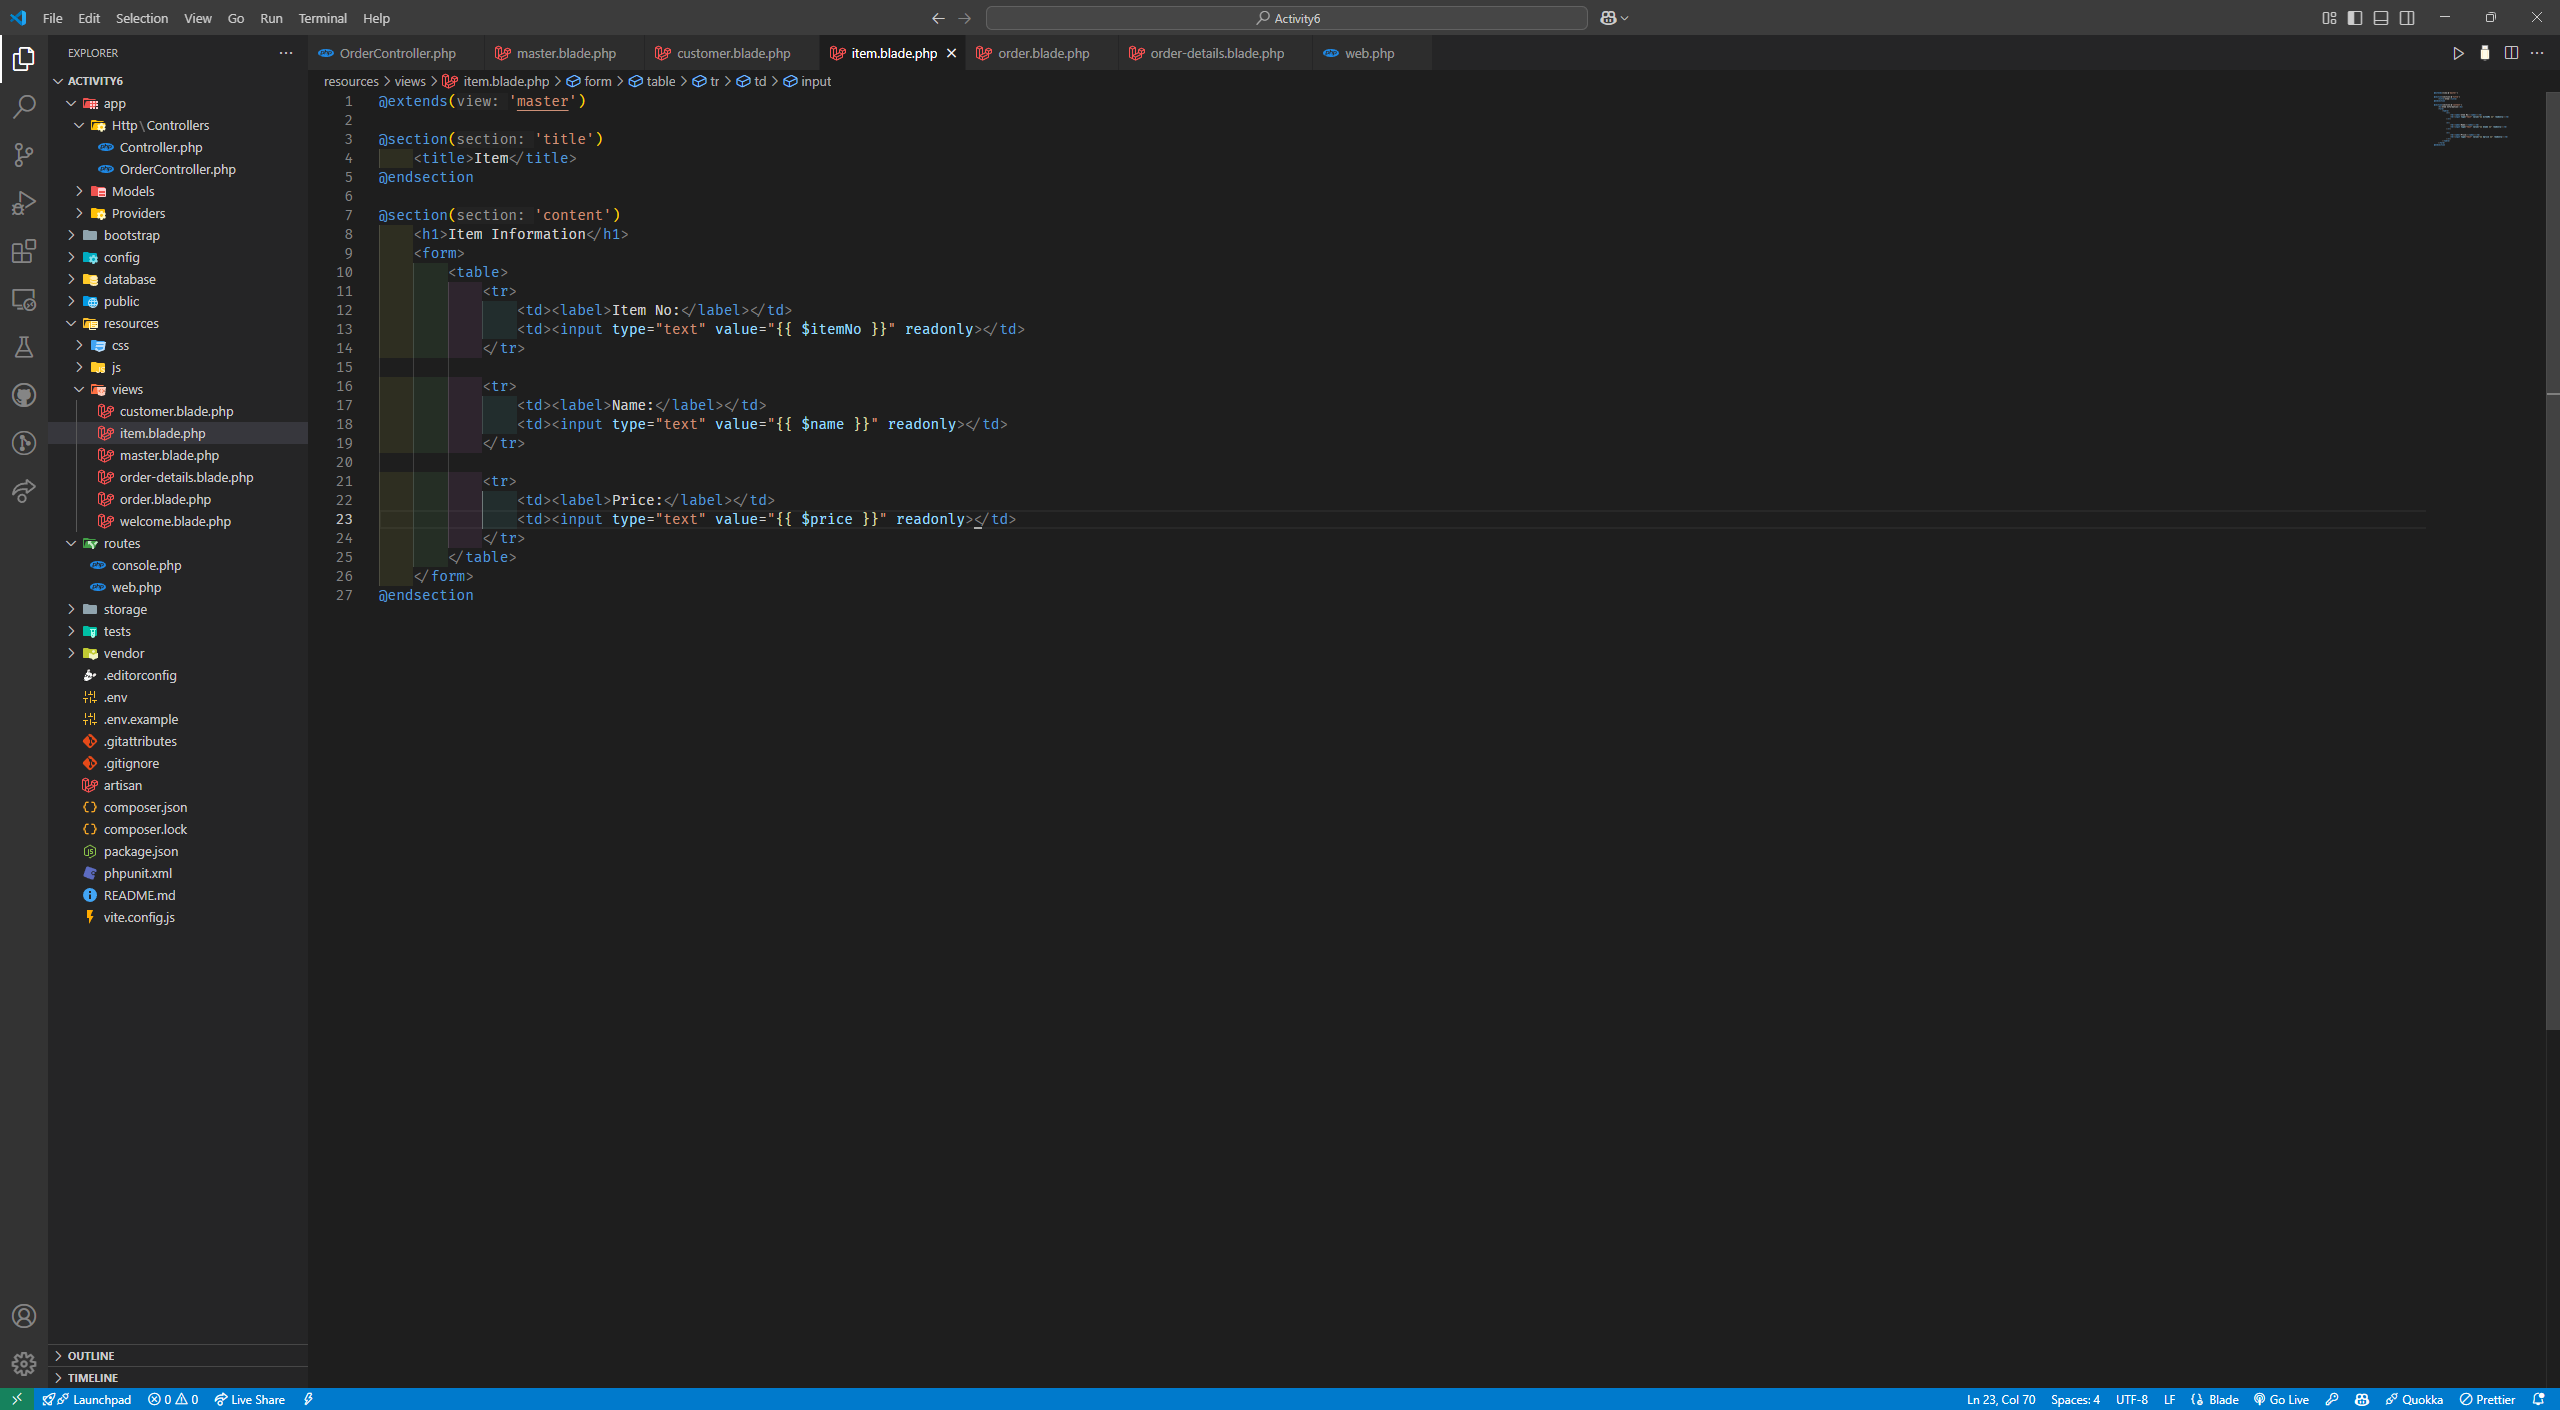 File Edit Selection View Go Run Terminal Help
Activity6
EXPLORER
ACTIVITY6
app
Http\Controllers
Controller.php
OrderController.php
Models
Providers
bootstrap
config
database
public
resources
css
js
views
customer.blade.php
item.blade.php
master.blade.php
order-details.blade.php
order.blade.php
welcome.blade.php
routes
console.php
web.php
storage
tests
vendor
.editorconfig
.env
.env.example
.gitattributes
.gitignore
artisan
composer.json
composer.lock
package.json
phpunit.xml
README.md
vite.config.js
OUTLINE
TIMELINE
OrderController.php master.blade.php customer.blade.php item.blade.php order.blade.php order-details.blade.php web.php
resources > views > item.blade.php > form > table > tr > td > input
1 @extends(view: 'master')
2
3 @section(section: 'title')
4 <title>Item</title>
5 @endsection
6
7 @section(section: 'content')
8 <h1>Item Information</h1>
9 <form>
10 <table>
11 <tr>
12 <td><label>Item No:</label></td>
13 <td><input type="text" value="{{ $itemNo }}" readonly></td>
14 </tr>
15
16 <tr>
17 <td><label>Name:</label></td>
18 <td><input type="text" value="{{ $name }}" readonly></td>
19 </tr>
20
21 <tr>
22 <td><label>Price:</label></td>
23 <td><input type="text" value="{{ $price }}" readonly></td>
24 </tr>
25 </table>
26 </form>
27 @endsection
Launchpad 0 0 Live Share Ln 23, Col 70 Spaces: 4 UTF-8 LF Blade Go Live Quokka Prettier